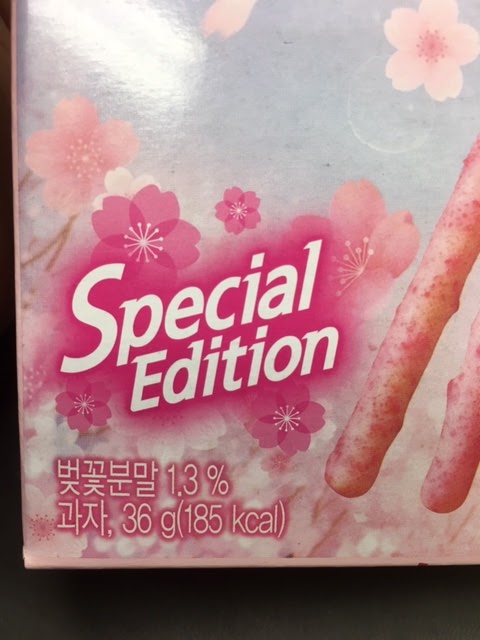 Special
Edition
벚꽃분말 1.3 %
과자, 36 g(185 kcal)